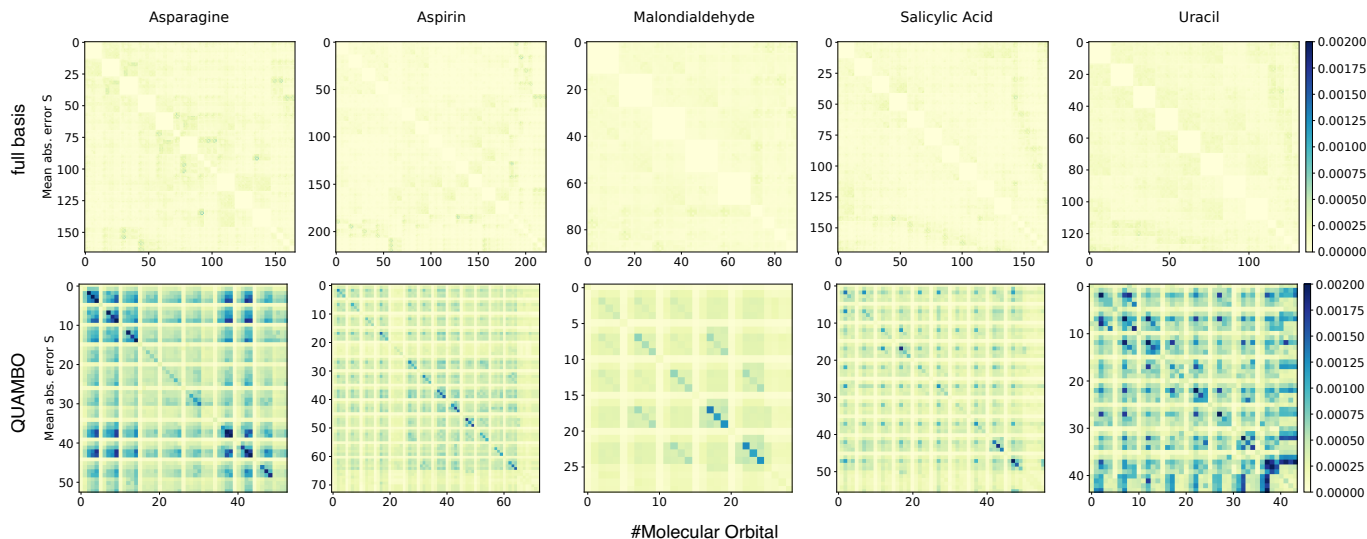 Asparagine Aspirin Malondialdehyde Salicylic Acid Uracil
full basis
Mean abs. error S
0 25 50 75 100 125 150
0 50 100 150
0 50 100 150 200
0 50 100 150 200
0 20 40 60 80
0 20 40 60 80
0 25 50 75 100 125 150
0 50 100 150
0 20 40 60 80 100 120
0 50 100
0.00200
0.00175
0.00150
0.00125
0.00100
0.00075
0.00050
0.00025
0.00000
QUAMBO
Mean abs. error S
0 10 20 30 40 50
0 20 40
0 10 20 30 40 50 60 70
0 20 40 60
0 5 10 15 20 25
0 10 20
0 10 20 30 40 50
0 20 40
0 10 20 30 40
0 10 20 30 40
0.00200
0.00175
0.00150
0.00125
0.00100
0.00075
0.00050
0.00025
0.00000
#Molecular Orbital